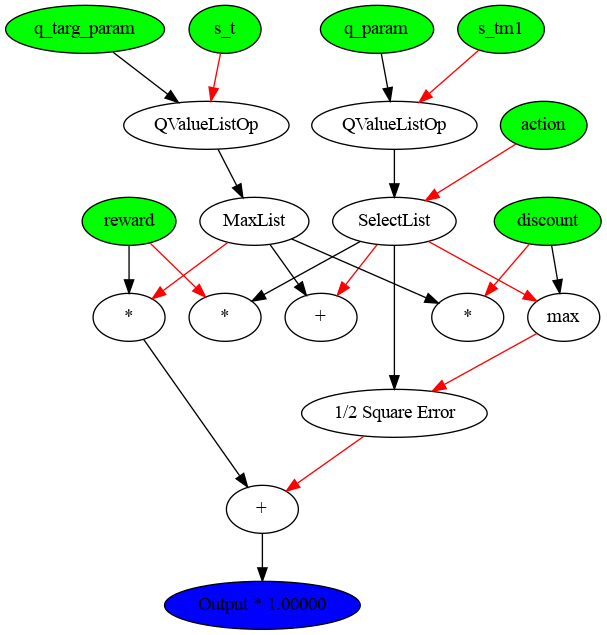 q_targ_param
s_t
q_param
s_tm1
QValueListOp
QValueListOp
action
reward
MaxList
SelectList
discount
*
*
+
*
max
1/2 Square Error
+
Output * 1.00000